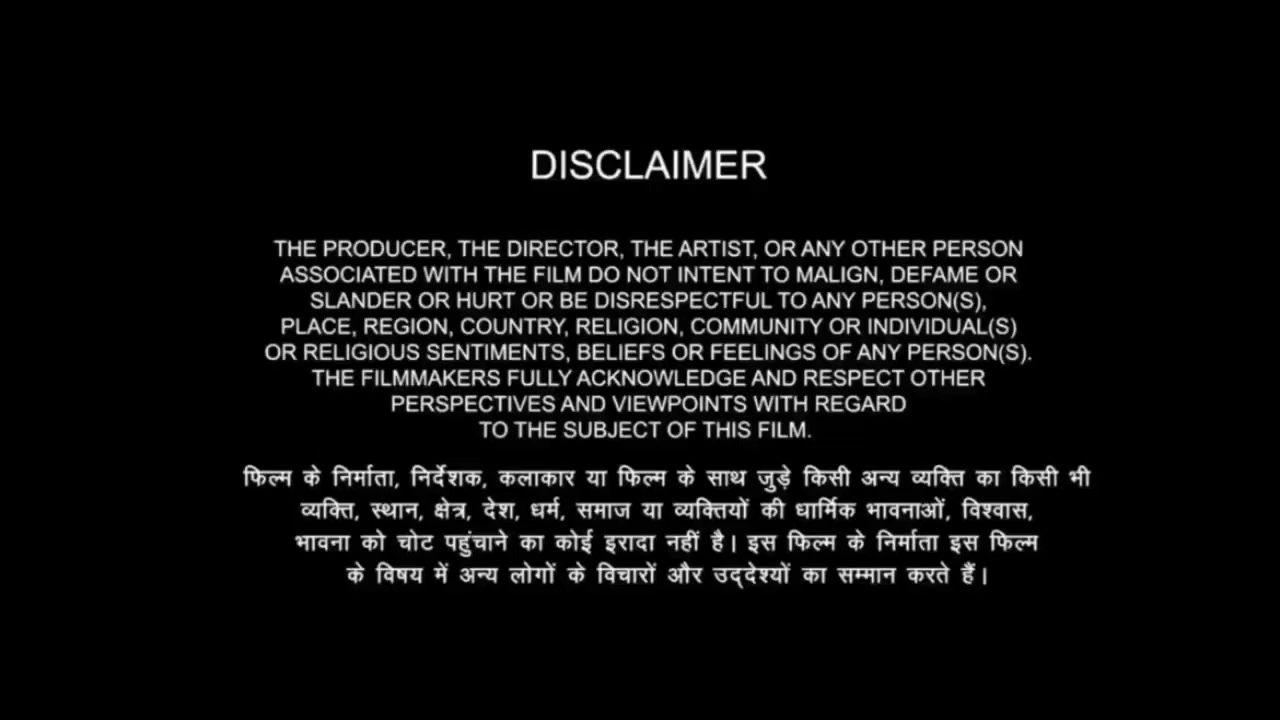 DISCLAIMER
THE PRODUCER, THE DIRECTOR, THE ARTIST, OR ANY OTHER PERSON
ASSOCIATED WITH THE FILM DO NOT INTENT TO MALIGN, DEFAME OR
SLANDER OR HURT OR BE DISRESPECTFUL TO ANY PERSON(S),
PLACE, REGION, COUNTRY, RELIGION, COMMUNITY OR INDIVIDUAL(S)
OR RELIGIOUS SENTIMENTS, BELIEFS OR FEELINGS OF ANY PERSON(S).
THE FILMMAKERS FULLY ACKNOWLEDGE AND RESPECT OTHER
PERSPECTIVES AND VIEWPOINTS WITH REGARD
TO THE SUBJECT OF THIS FILM.
फिल्म के निर्माता, निर्देशक, कलाकार या फिल्म के साथ जुड़े किसी अन्य व्यक्ति का किसी भी
व्यक्ति, स्थान, क्षेत्र, देश, धर्म, समाज या व्यक्तियों की धार्मिक भावनाओं, विश्वास,
भावना को चोट पहुंचाने का कोई इरादा नहीं है। इस फिल्म के निर्माता इस फिल्म
के विषय में अन्य लोगों के विचारों और उद्देश्यों का सम्मान करते हैं।